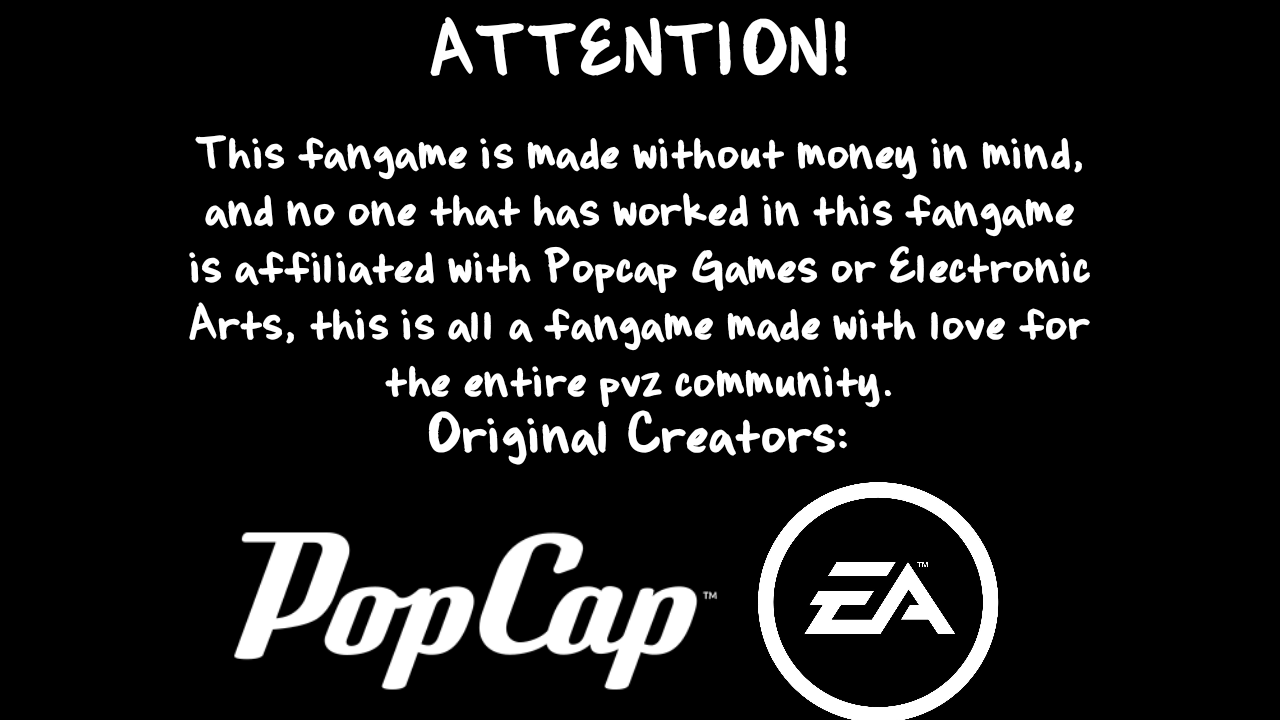 ATTENTION!
This fangame is made without money in mind,
and no one that has worked in this fangame
is affiliated with Popcap Games or Electronic
Arts, this is all a fangame made with love for
the entire pvz community.
Original Creators:
PopCap™
EA™